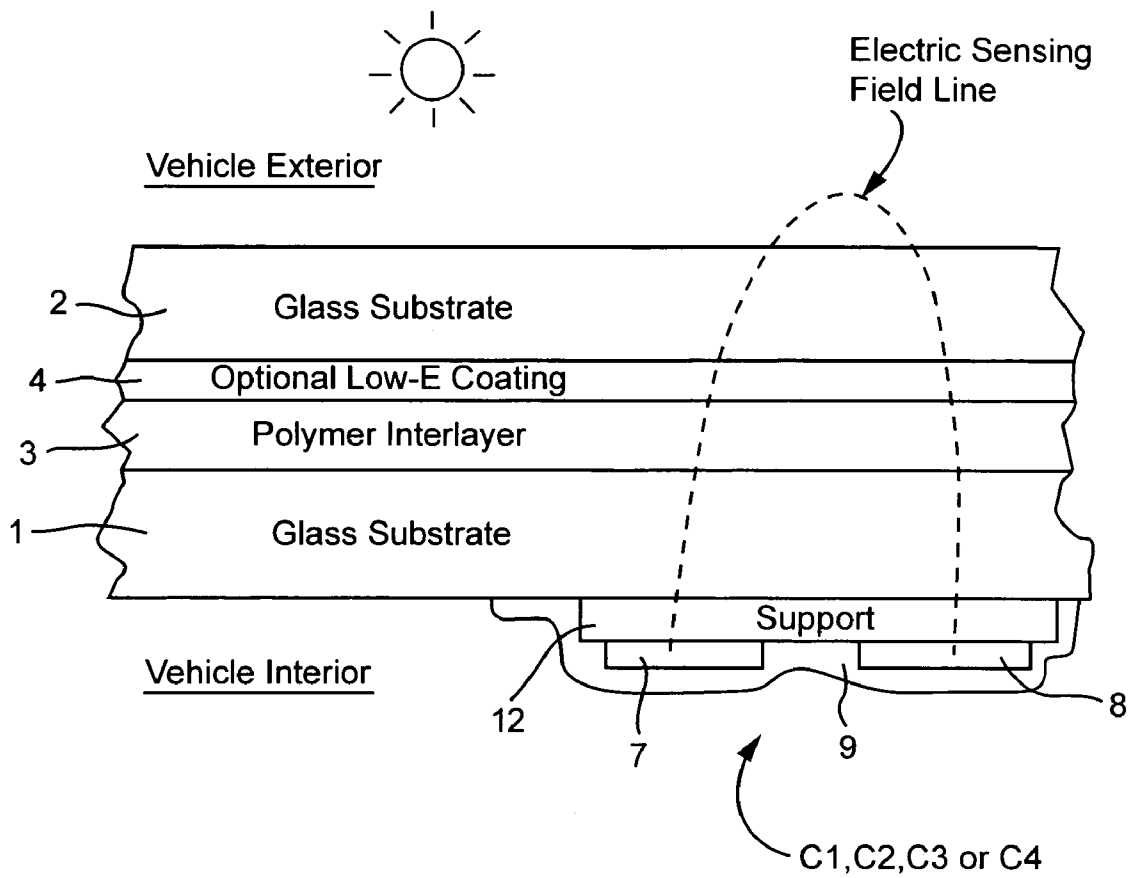 Electric Sensing
Field Line
Vehicle Exterior
2
Glass Substrate
4
Optional Low-E Coating
3
Polymer Interlayer
1
Glass Substrate
Support
Vehicle Interior
12
7
9
8
C1,C2,C3 or C4